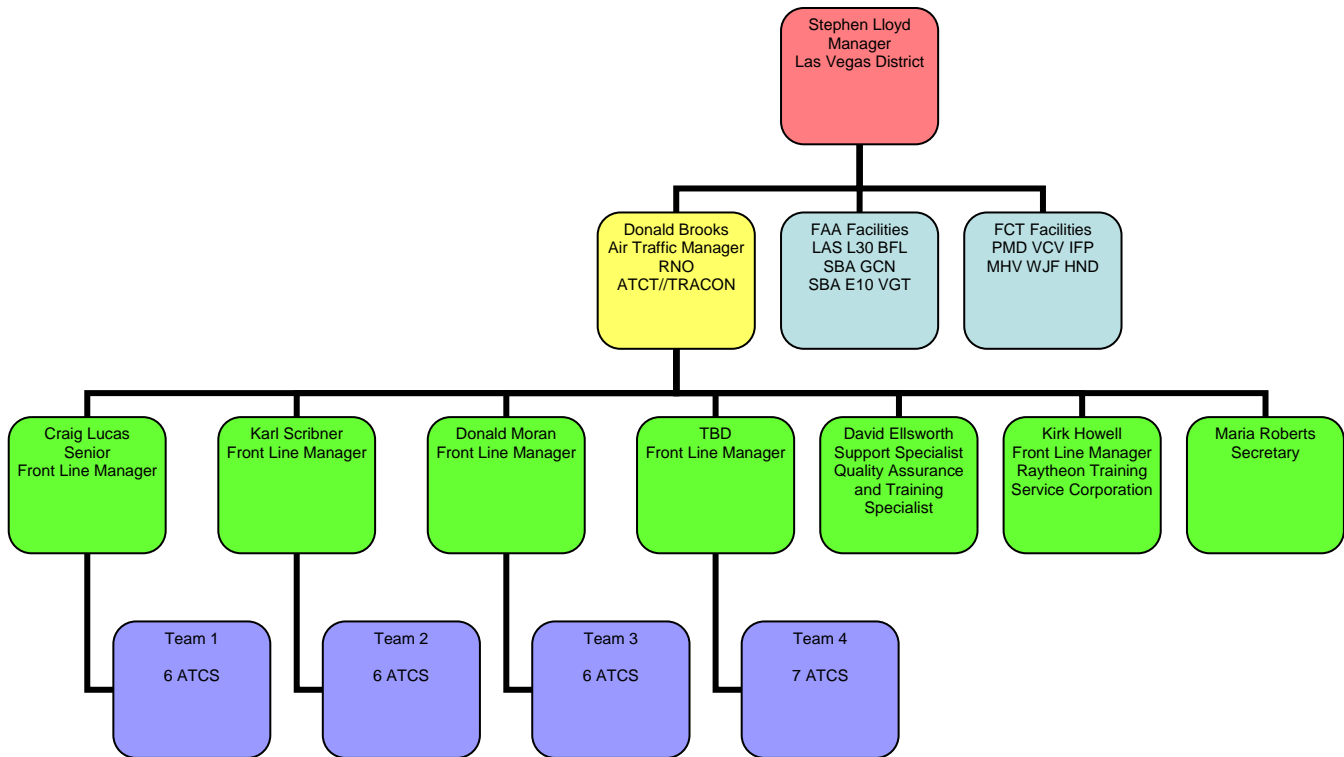 Stephen Lloyd
Manager
Las Vegas District
Donald Brooks
Air Traffic Manager
RNO
ATCT//TRACON
FAA Facilities
LAS L30 BFL
SBA GCN
SBA E10 VGT
FCT Facilities
PMD VCV IFP
MHV WJF HND
Craig Lucas
Senior
Front Line Manager
Karl Scribner
Front Line Manager
Donald Moran
Front Line Manager
TBD
Front Line Manager
David Ellsworth
Support Specialist
Quality Assurance
and Training
Specialist
Kirk Howell
Front Line Manager
Raytheon Training
Service Corporation
Maria Roberts
Secretary
Team 1
6 ATCS
Team 2
6 ATCS
Team 3
6 ATCS
Team 4
7 ATCS